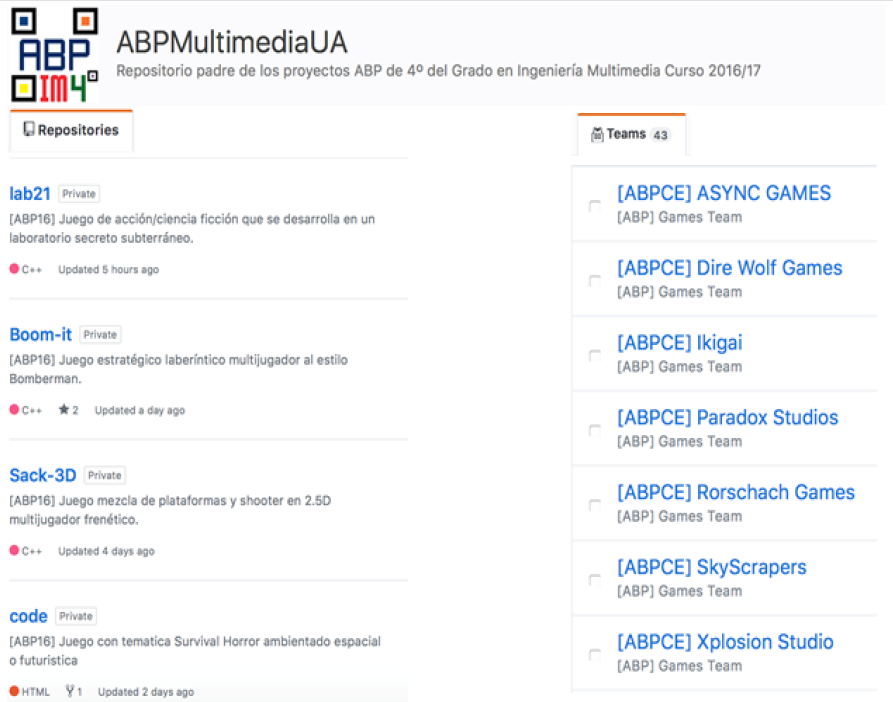 ABP
IM4
ABPMultimediaUA
Repositorio padre de los proyectos ABP de 4º del Grado en Ingeniería Multimedia Curso 2016/17
Repositories
lab21 Private
[ABP16] Juego de acción/ciencia ficción que se desarrolla en un
laboratorio secreto subterráneo.
C++ Updated 5 hours ago
Boom-it Private
[ABP16] Juego estratégico laberíntico multijugador al estilo
Bomberman.
C++ 2 Updated a day ago
Sack-3D Private
[ABP16] Juego mezcla de plataformas y shooter en 2.5D
multijugador frenético.
C++ Updated 4 days ago
code Private
[ABP16] Juego con tematica Survival Horror ambientado espacial
o futuristica
HTML 1 Updated 2 days ago
Teams 43
[ABPCE] ASYNC GAMES
[ABP] Games Team
[ABPCE] Dire Wolf Games
[ABP] Games Team
[ABPCE] Ikigai
[ABP] Games Team
[ABPCE] Paradox Studios
[ABP] Games Team
[ABPCE] Rorschach Games
[ABP] Games Team
[ABPCE] SkyScrapers
[ABP] Games Team
[ABPCE] Xplosion Studio
[ABP] Games Team